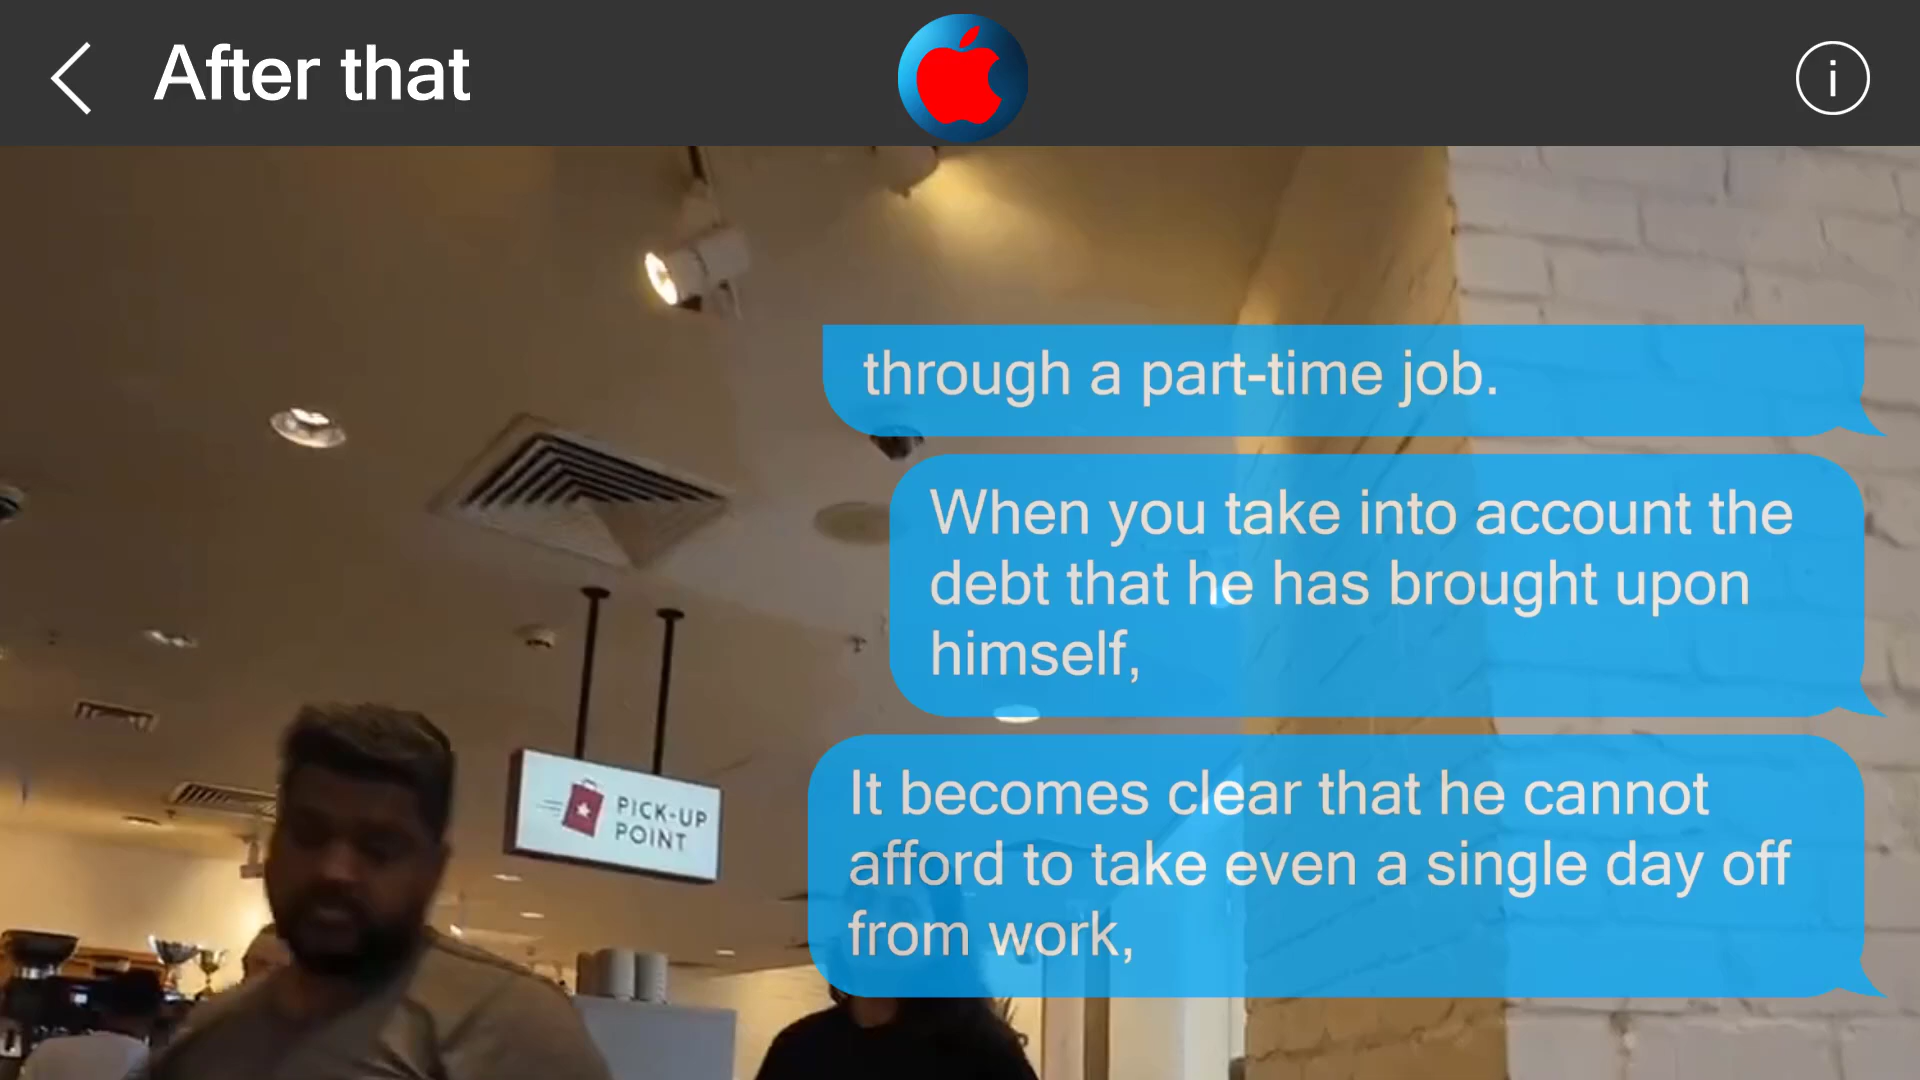 After that
through a part-time job.
When you take into account the
debt that he has brought upon
himself,
It becomes clear that he cannot
afford to take even a single day off
from work,
PICK-UP
POINT